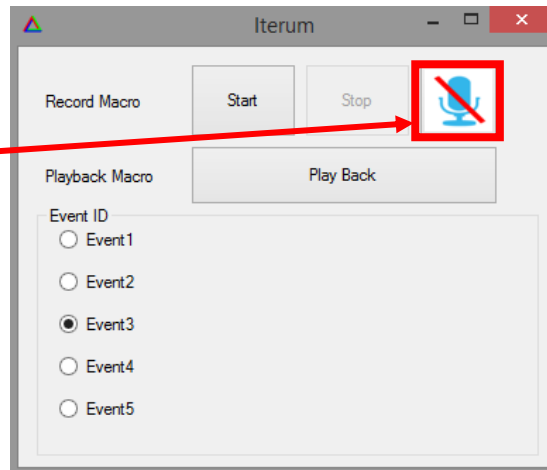 Iterum
Record Macro Start Stop
Playback Macro Play Back
Event ID
Event1
Event2
Event3
Event4
Event5